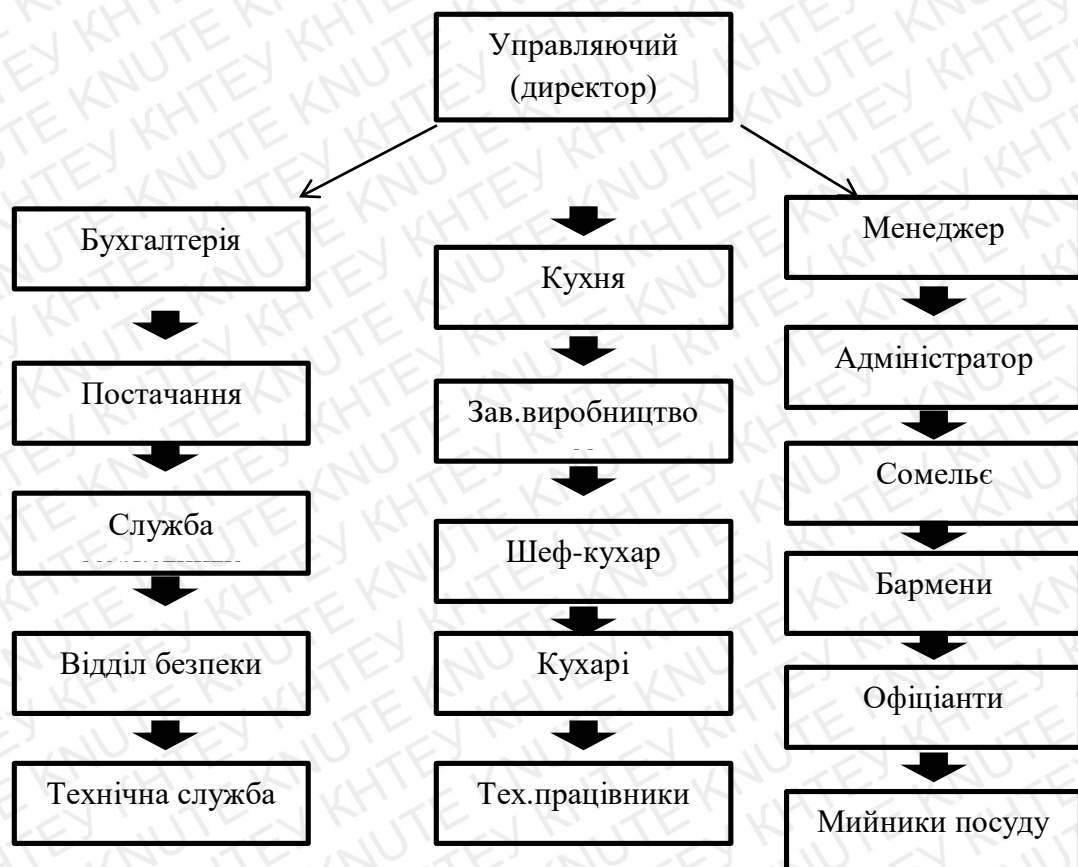 Управляючий
(директор)
Бухгалтерія
Постачання
Служба
Відділ безпеки
Технічна служба
Кухня
Зав.виробництво
Шеф-кухар
Кухарі
Тех.працівники
Менеджер
Адміністратор
Сомельє
Бармени
Офіціанти
Мийники посуду